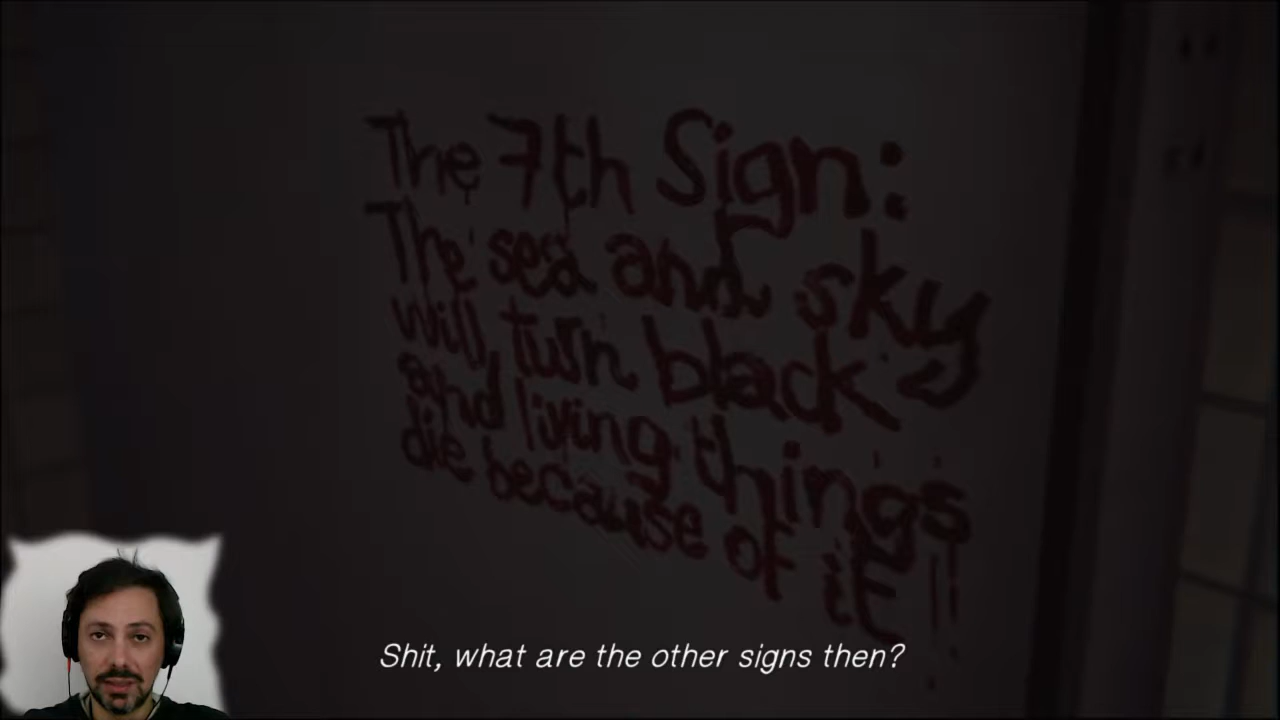 The 7th Sign:
The sea and sky
will turn black
and living things
die because of it!!
Shit, what are the other signs then?